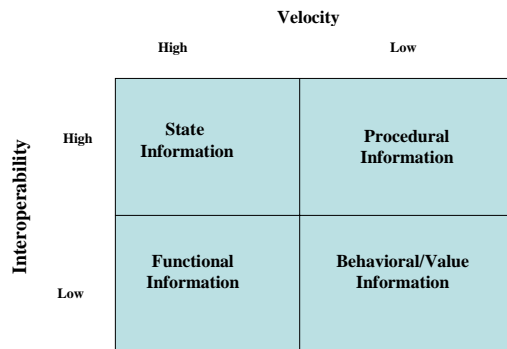 Velocity
High Low
Interoperability
High
State Information
Procedural Information
Low
Functional Information
Behavioral/Value Information